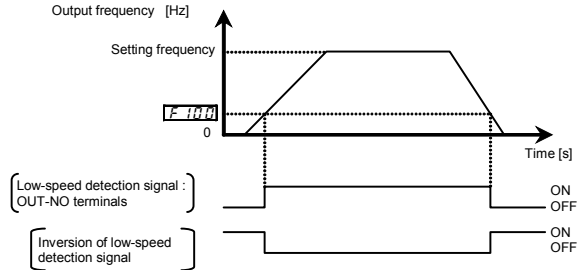 Output frequency [Hz]
Setting frequency
F100
0
Time [s]
Low-speed detection signal :
OUT-NO terminals
ON
OFF
Inversion of low-speed
detection signal
ON
OFF